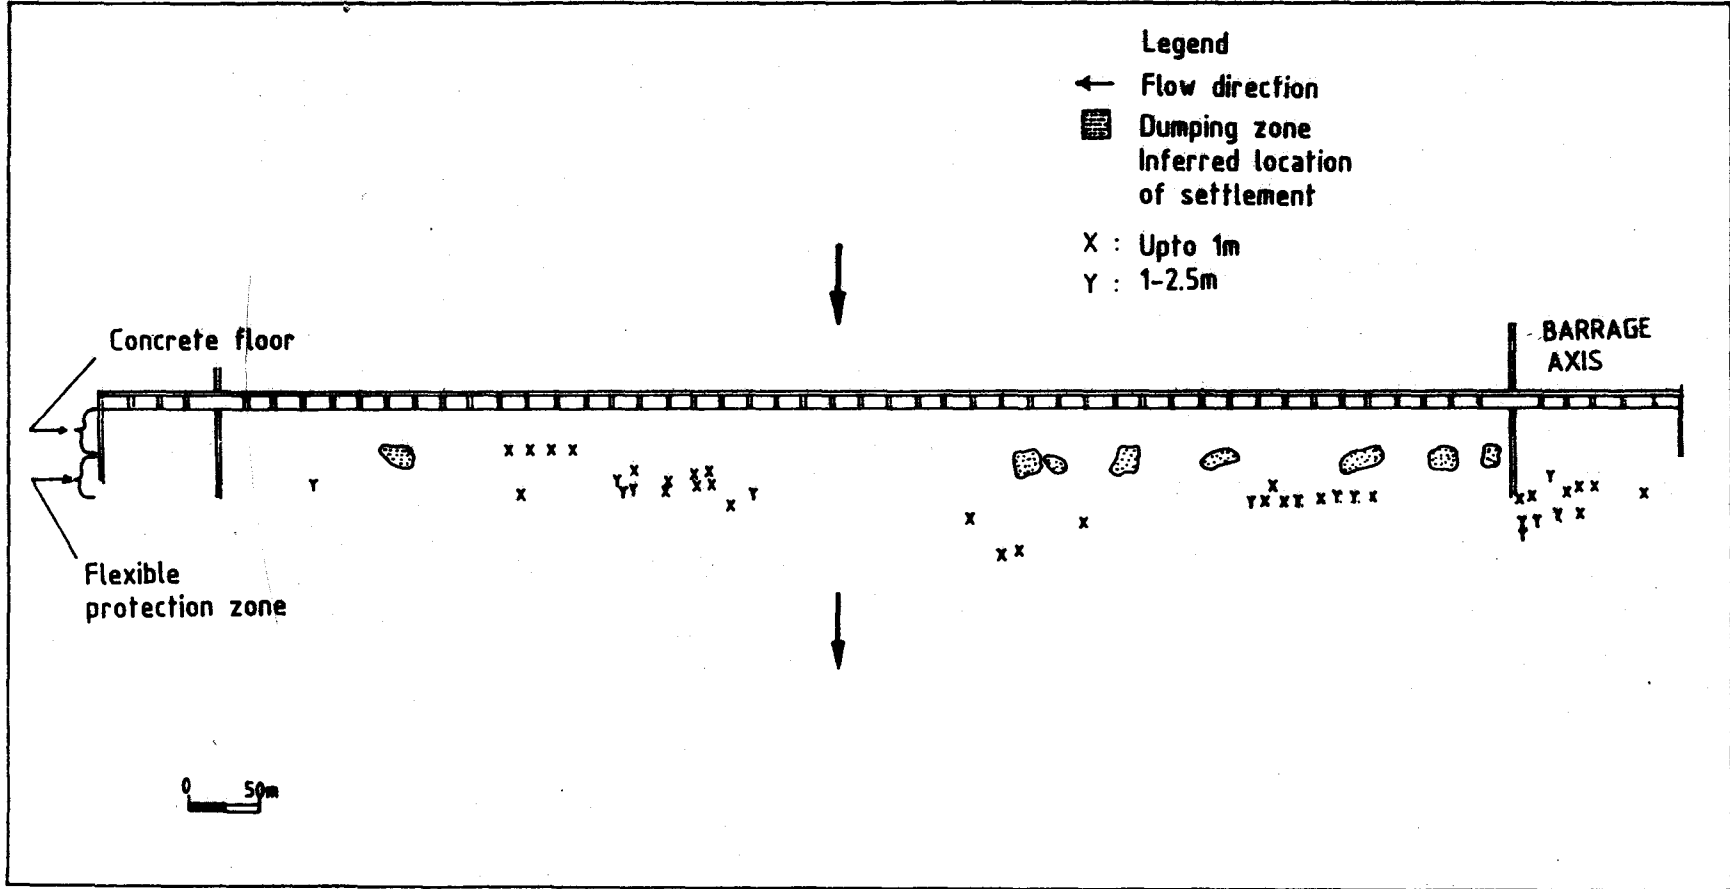 Legend
Flow direction
Dumping zone
Inferred location
of settlement
X : Upto 1m
Y : 1-2.5m
Concrete floor
BARRAGE
AXIS
X X X X
Flexible
protection zone
0 50m